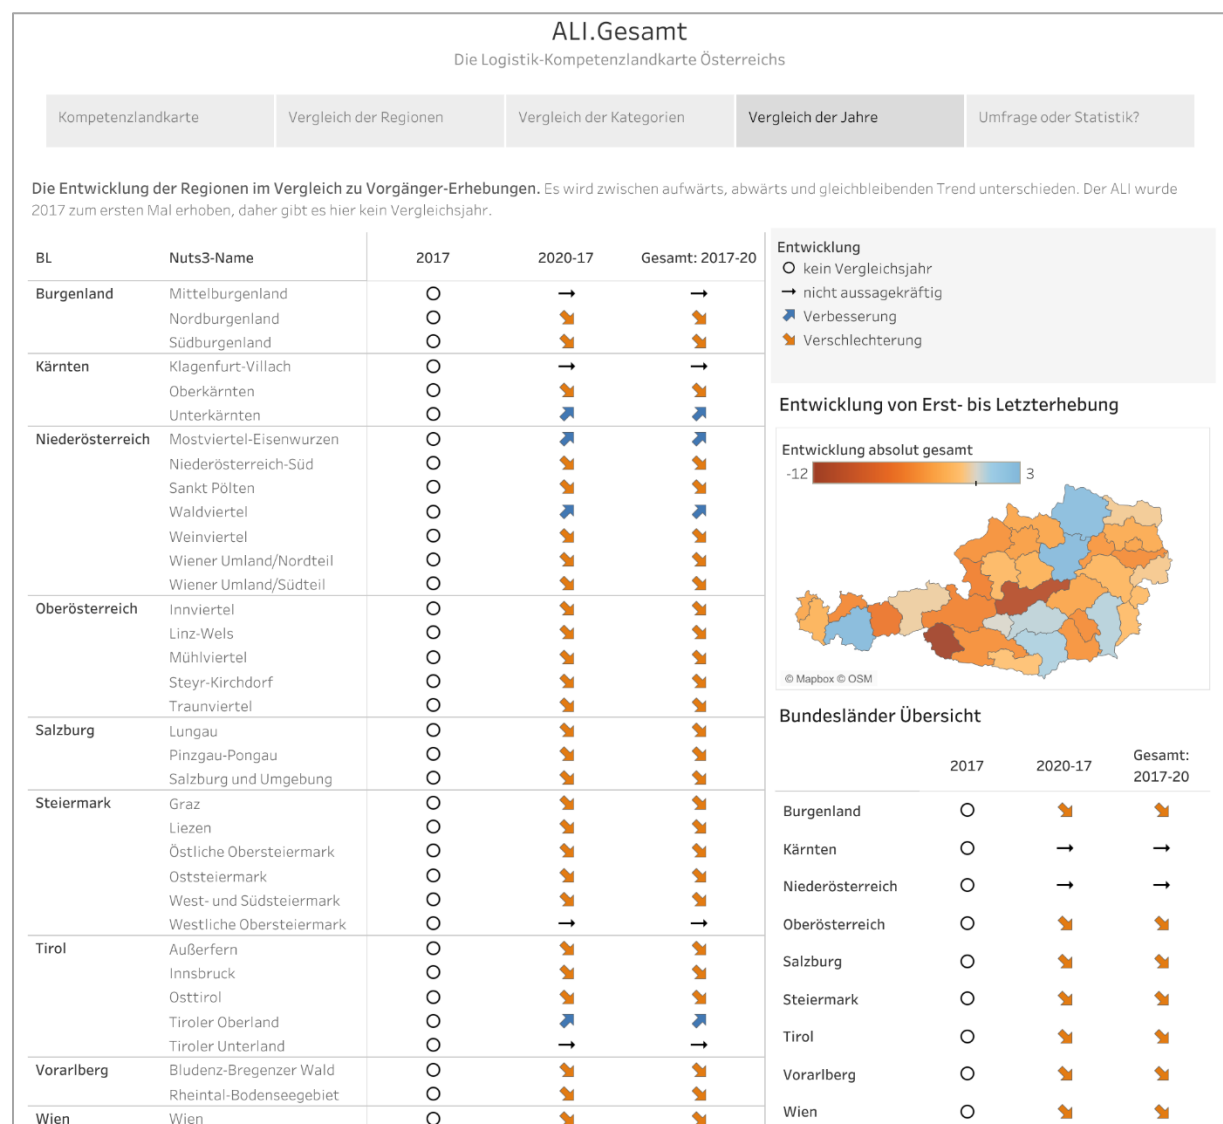 ALI.Gesamt
Die Logistik-Kompetenzlandkarte Österreichs
Kompetenzlandkarte Vergleich der Regionen Vergleich der Kategorien Vergleich der Jahre Umfrage oder Statistik?
Die Entwicklung der Regionen im Vergleich zu Vorgänger-Erhebungen. Es wird zwischen aufwärts, abwärts und gleichbleibenden Trend unterschieden. Der ALI wurde
2017 zum ersten Mal erhoben, daher gibt es hier kein Vergleichsjahr.
BL Nuts3-Name 2017 2020-17 Gesamt: 2017-20
Burgenland Mittelburgenland
Nordburgenland
Südburgenland
Kärnten Klagenfurt-Villach
Oberkärnten
Unterkärnten
Niederösterreich Mostviertel-Eisenwurzen
Niederösterreich-Süd
Sankt Pölten
Waldviertel
Weinviertel
Wiener Umland/Nordteil
Wiener Umland/Südteil
Oberösterreich Innviertel
Linz-Wels
Mühlviertel
Steyr-Kirchdorf
Traunviertel
Salzburg Lungau
Pinzgau-Pongau
Salzburg und Umgebung
Steiermark Graz
Liezen
Östliche Obersteiermark
Oststeiermark
West- und Südsteiermark
Westliche Obersteiermark
Tirol Außerfern
Innsbruck
Osttirol
Tiroler Oberland
Tiroler Unterland
Vorarlberg Bludenz-Bregenzer Wald
Rheintal-Bodenseegebiet
Wien Wien
Entwicklung
kein Vergleichsjahr
nicht aussagekräftig
Verbesserung
Verschlechterung
Entwicklung von Erst- bis Letzterhebung
Entwicklung absolut gesamt
-12 3
© Mapbox © OSM
Bundesländer Übersicht
2017 2020-17 Gesamt:
2017-20
Burgenland
Kärnten
Niederösterreich
Oberösterreich
Salzburg
Steiermark
Tirol
Vorarlberg
Wien